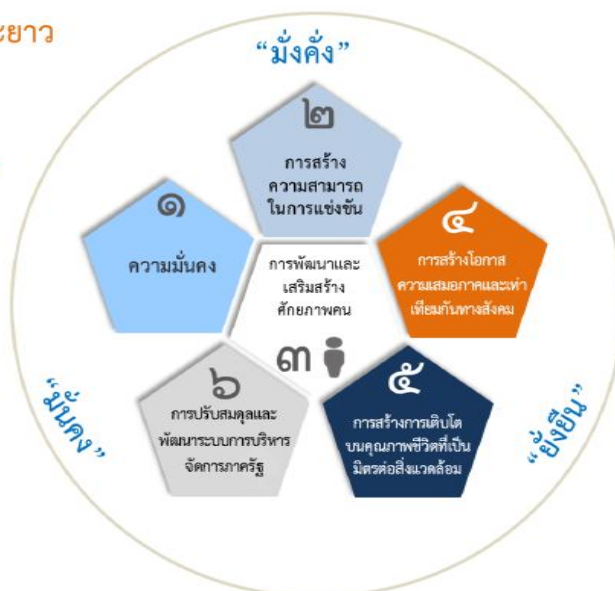 ะยาว
“มั่งคั่ง”
๒
การสร้าง
ความสามารถ
ในการแข่งขัน
๑
ความมั่นคง
๔
การสร้างโอกาส
ความเสมอภาคและเท่า
เทียมกันทางสังคม
การพัฒนาและ
เสริมสร้าง
ศักยภาพคน
๓
๖
การปรับสมดุลและ
พัฒนาระบบการบริหาร
จัดการภาครัฐ
๕
การสร้างการเติบโต
บนคุณภาพชีวิตที่เป็น
มิตรต่อสิ่งแวดล้อม
“มั่นคง”
“ยั่งยืน”